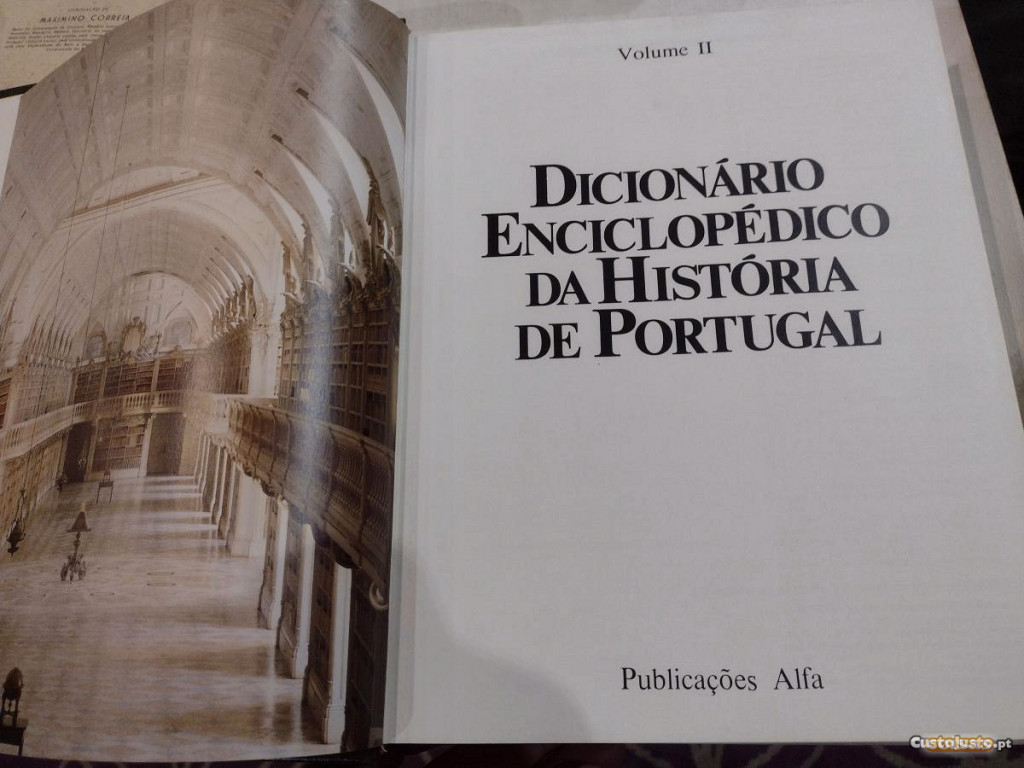 MAXIMINO CORREIA
Volume II
DICIONÁRIO
ENCICLOPÉDICO
DA HISTÓRIA
DE PORTUGAL
Publicações Alfa
CustoJusto.pt